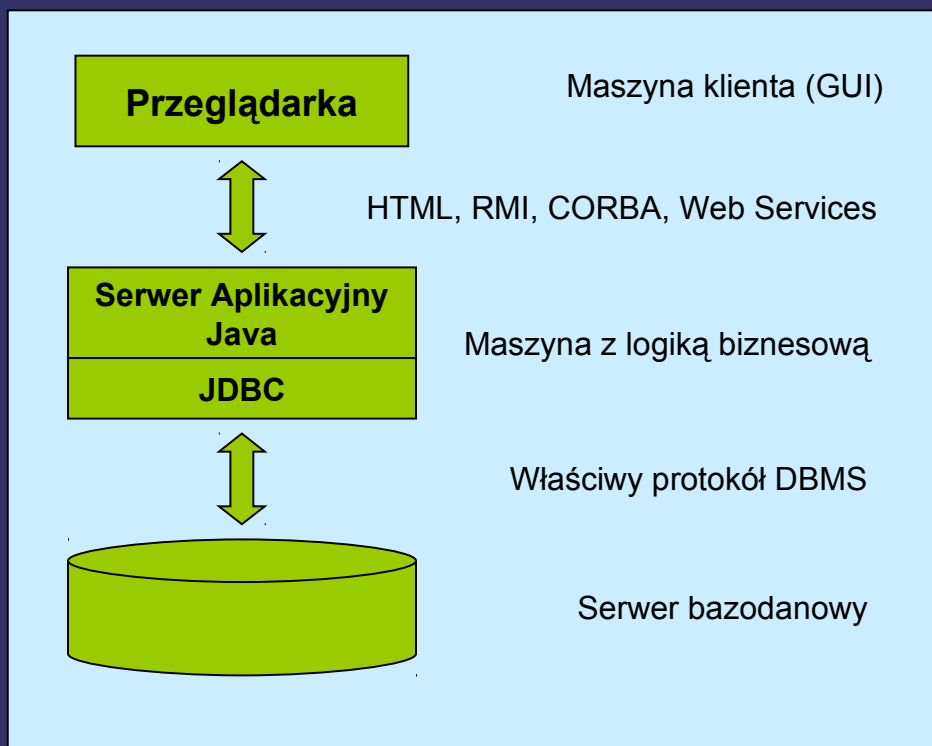 Przeglądarka
Maszyna klienta (GUI)
HTML, RMI, CORBA, Web Services
Serwer Aplikacyjny
Java
JDBC
Maszyna z logiką biznesową
Właściwy protokół DBMS
Serwer bazodanowy